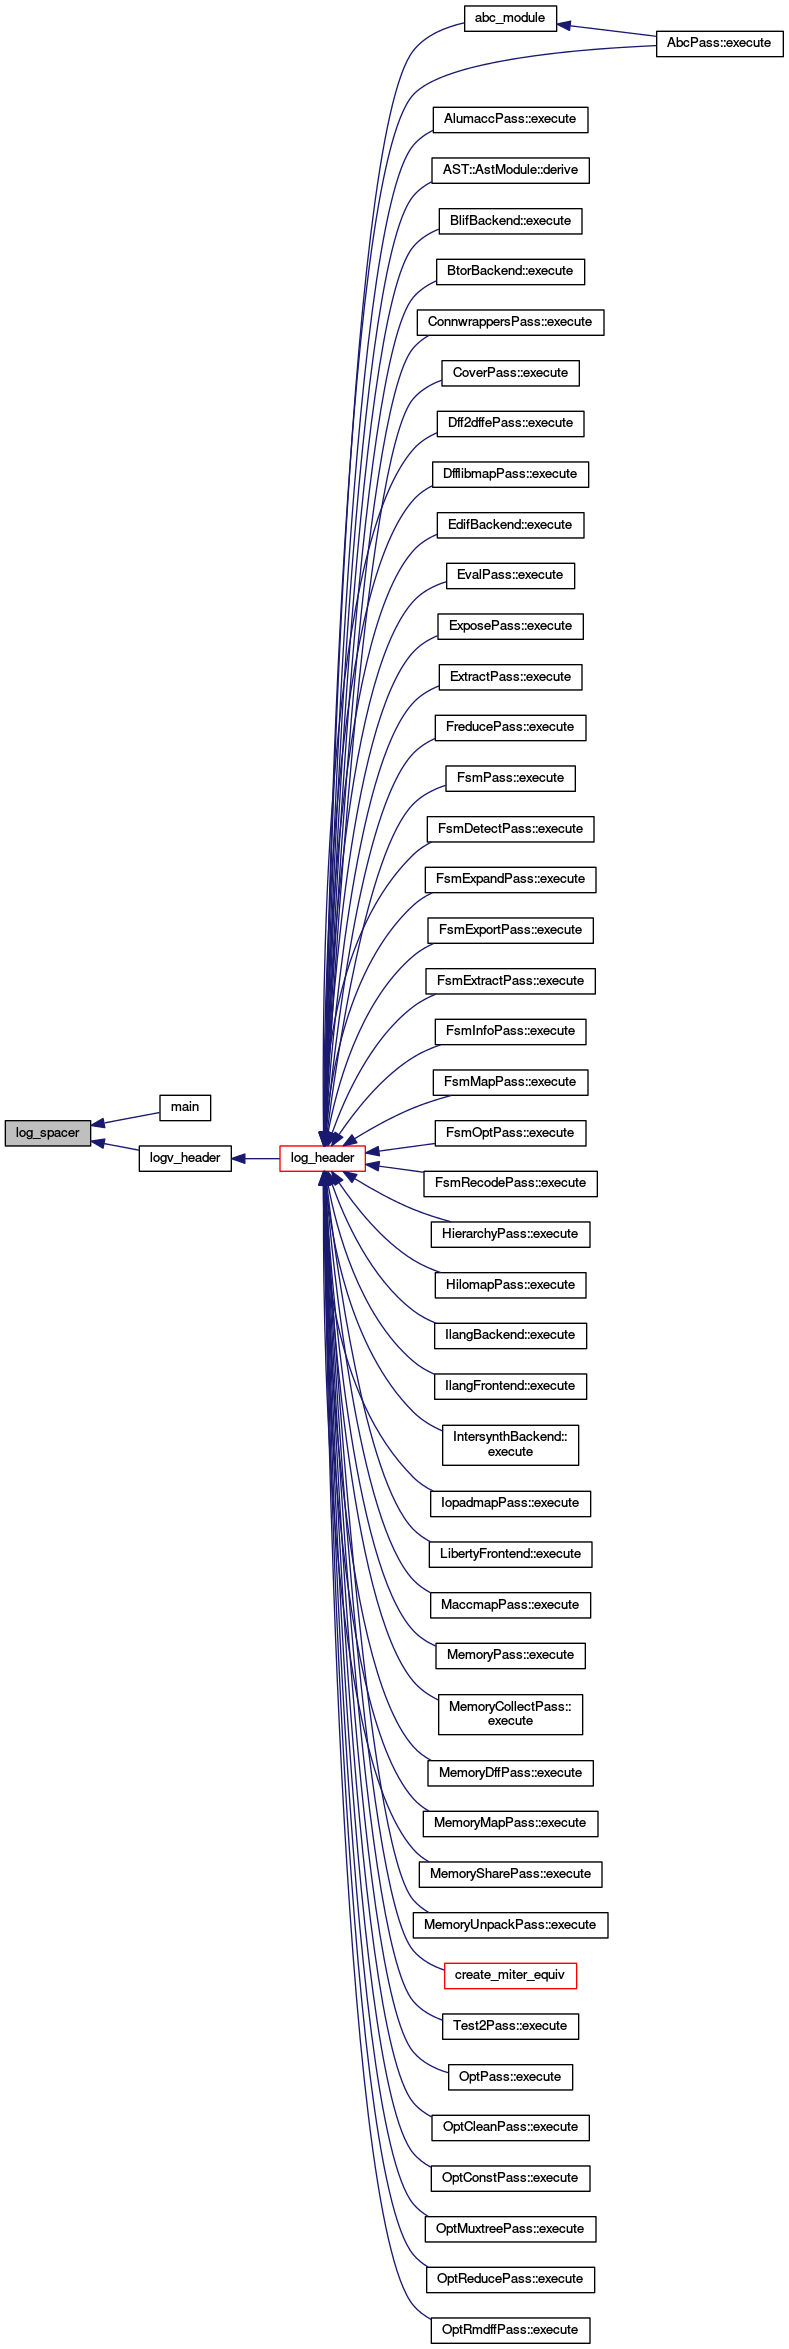 abc_module
AbcPass::execute
AlumaccPass::execute
AST::AstModule::derive
BlifBackend::execute
BtorBackend::execute
ConnwrappersPass::execute
CoverPass::execute
Dff2dffePass::execute
DfflibmapPass::execute
EdifBackend::execute
EvalPass::execute
ExposePass::execute
ExtractPass::execute
FreducePass::execute
FsmPass::execute
FsmDetectPass::execute
FsmExpandPass::execute
FsmExportPass::execute
FsmExtractPass::execute
FsmInfoPass::execute
FsmMapPass::execute
main
log_spacer
FsmOptPass::execute
logv_header
log_header
FsmRecodePass::execute
HierarchyPass::execute
HilomapPass::execute
IlangBackend::execute
IlangFrontend::execute
IntersynthBackend::
execute
IopadmapPass::execute
LibertyFrontend::execute
MaccmapPass::execute
MemoryPass::execute
MemoryCollectPass::
execute
MemoryDffPass::execute
MemoryMapPass::execute
MemorySharePass::execute
MemoryUnpackPass::execute
create_miter_equiv
Test2Pass::execute
OptPass::execute
OptCleanPass::execute
OptConstPass::execute
OptMuxtreePass::execute
OptReducePass::execute
OptRmdffPass::execute